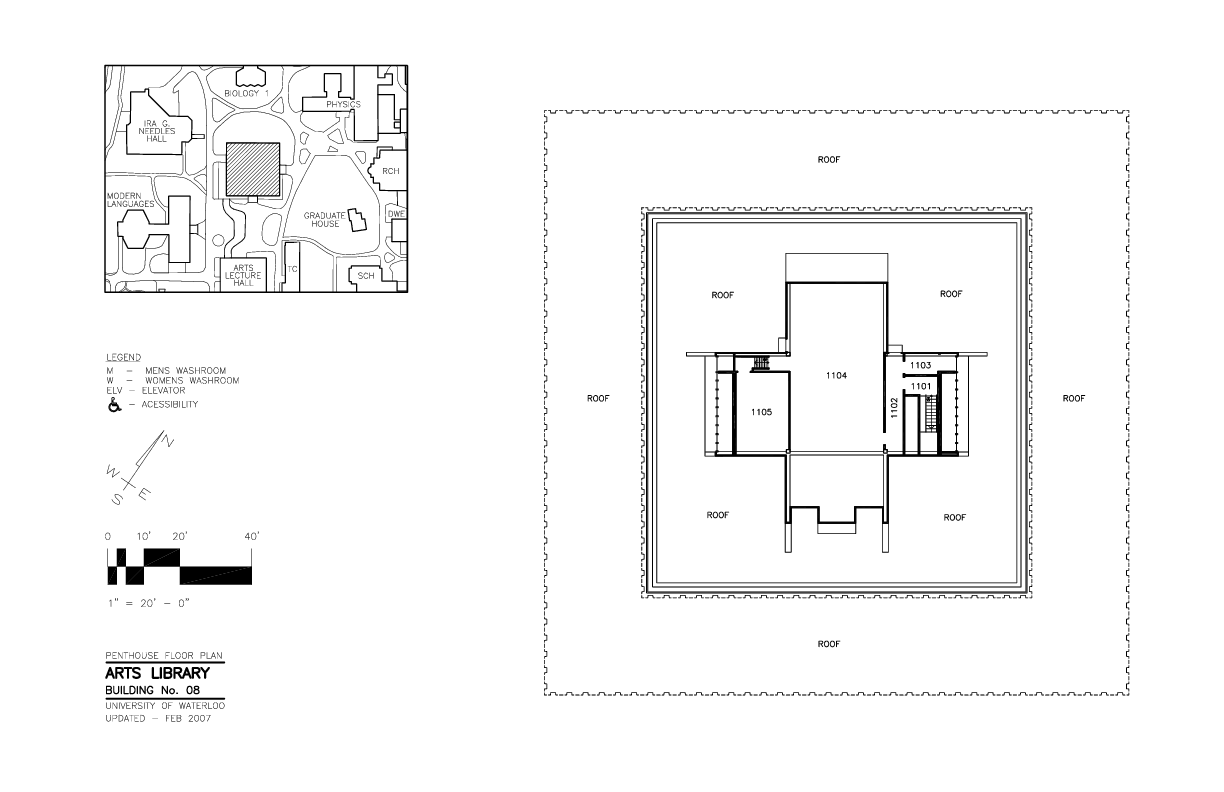 BIOLOGY 1
PHYSICS
IRA G.
NEEDLES
HALL
RCH
MODERN
LANGUAGES
GRADUATE
HOUSE
DWE
ARTS
LECTURE
HALL
TC
SCH
LEGEND
M – MENS WASHROOM
W – WOMENS WASHROOM
ELV – ELEVATOR
– ACESSIBILITY
N
W
E
S
0 10' 20' 40'
1" = 20' – 0"
PENTHOUSE FLOOR PLAN
ARTS LIBRARY
BUILDING No. 08
UNIVERSITY OF WATERLOO
UPDATED – FEB 2007
ROOF
ROOF
ROOF
1103
1104
1101
ROOF
ROOF
1102
1105
ROOF
ROOF
ROOF